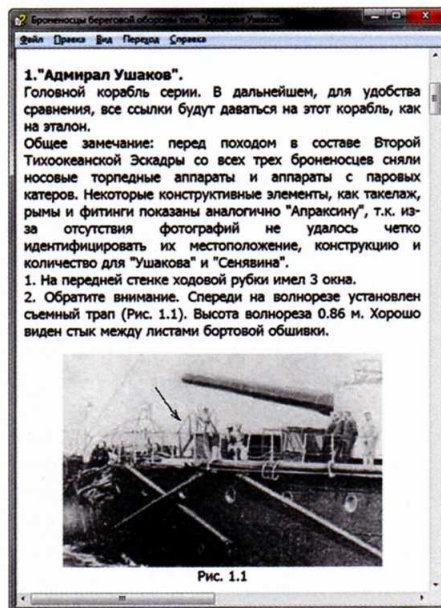 Броненосцы береговой обороны типа "Адмирал Ушаков"
Файл Правка Вид Переход Справка
1."Адмирал Ушаков".
Головной корабль серии. В дальнейшем, для удобства
сравнения, все ссылки будут даваться на этот корабль, как
на эталон.
Общее замечание: перед походом в составе Второй
Тихоокеанской Эскадры со всех трех броненосцев сняли
носовые торпедные аппараты и аппараты с паровых
катеров. Некоторые конструктивные элементы, как такелаж,
рымы и фитинги показаны аналогично "Апраксину", т.к. из-
за отсутствия фотографий не удалось четко
идентифицировать их местоположение, конструкцию и
количество для "Ушакова" и "Сенявина".
1. На передней стенке ходовой рубки имел 3 окна.
2. Обратите внимание. Спереди на волнорезе установлен
съемный трап (Рис. 1.1). Высота волнореза 0.86 м. Хорошо
виден стык между листами бортовой обшивки.
Рис. 1.1